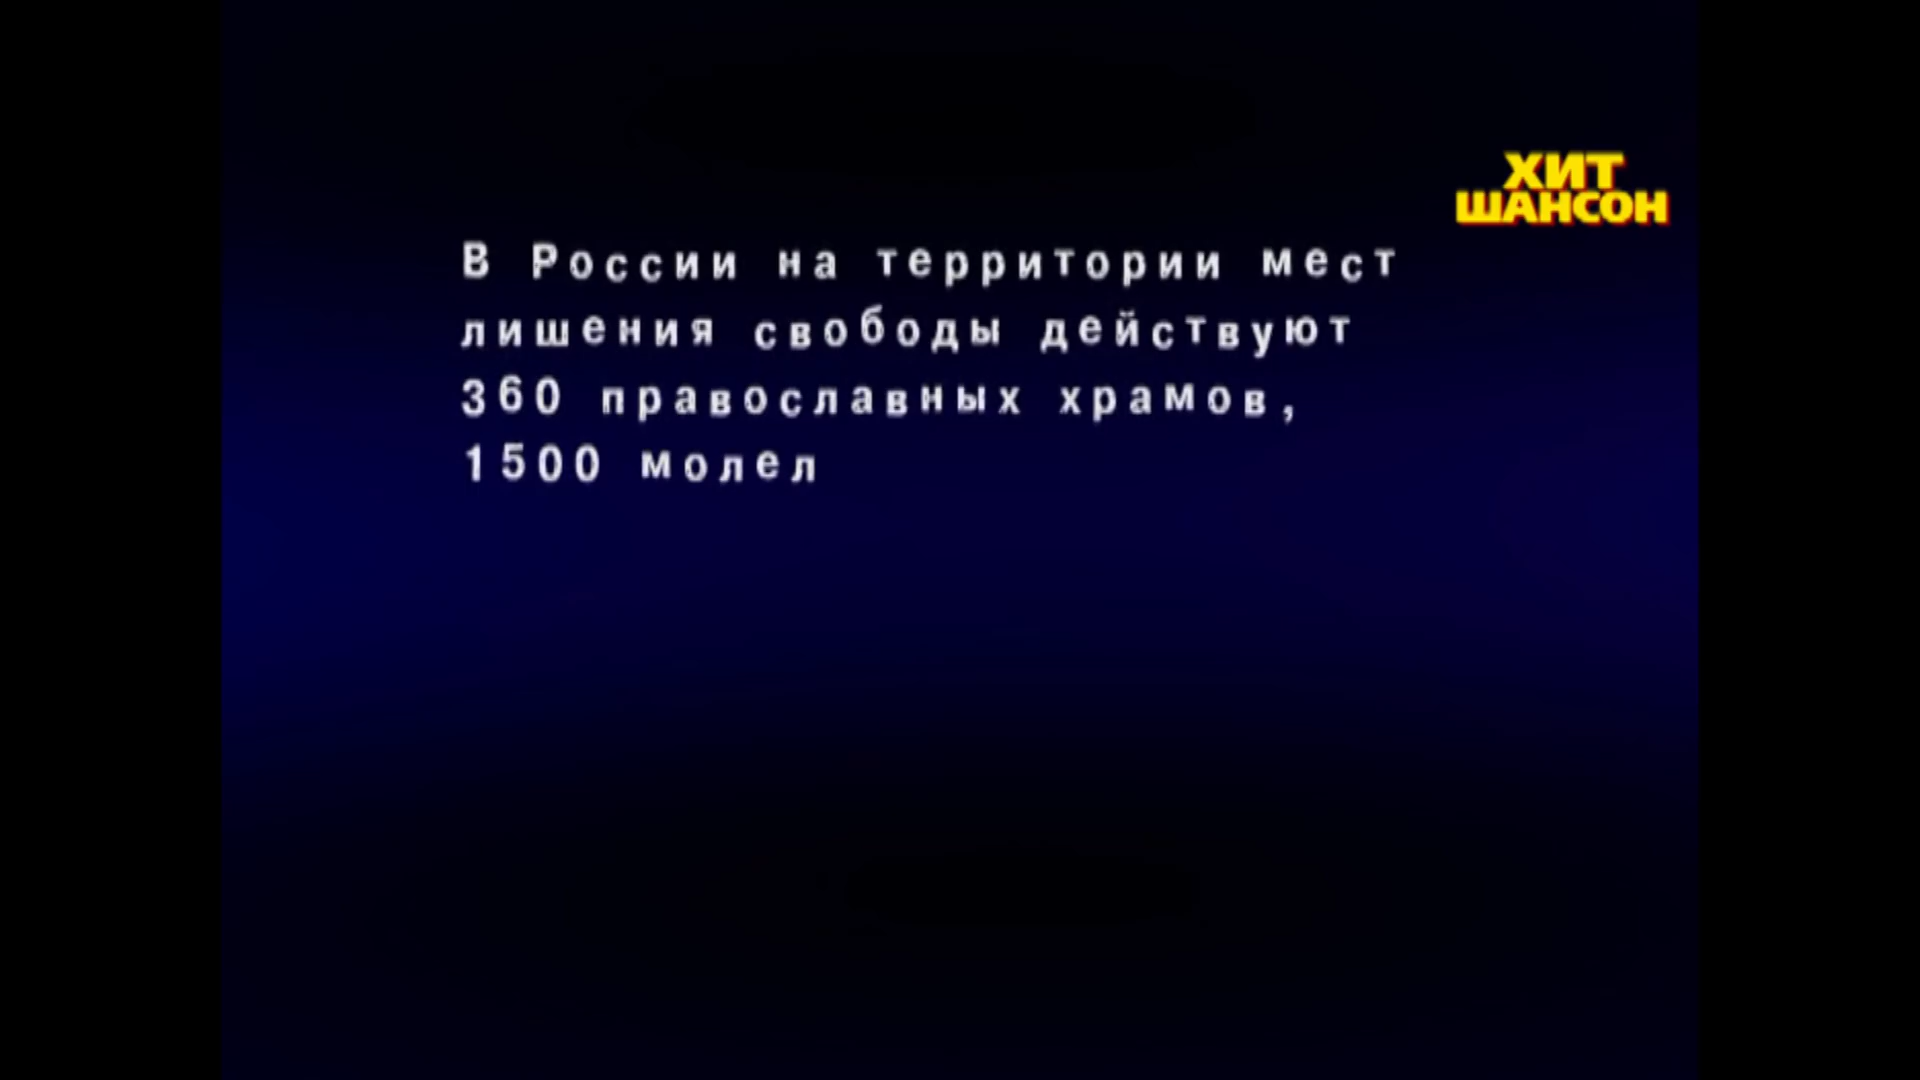 ХИТ
ШАНСОН
В России на территории мест
лишения свободы действуют
360 православных храмов,
1500 молел